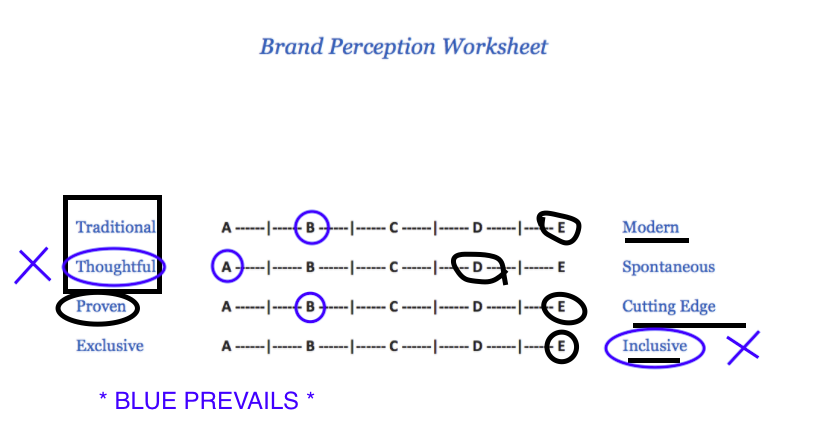 Brand Perception Worksheet
Traditional A ------|------ B ------|------ C ------|------ D ------|------ E Modern
Thoughtful A ------|------ B ------|------ C ------|------ D ------|------ E Spontaneous
Proven A ------|------ B ------|------ C ------|------ D ------|------ E Cutting Edge
Exclusive A ------|------ B ------|------ C ------|------ D ------|------ E Inclusive
* BLUE PREVAILS *